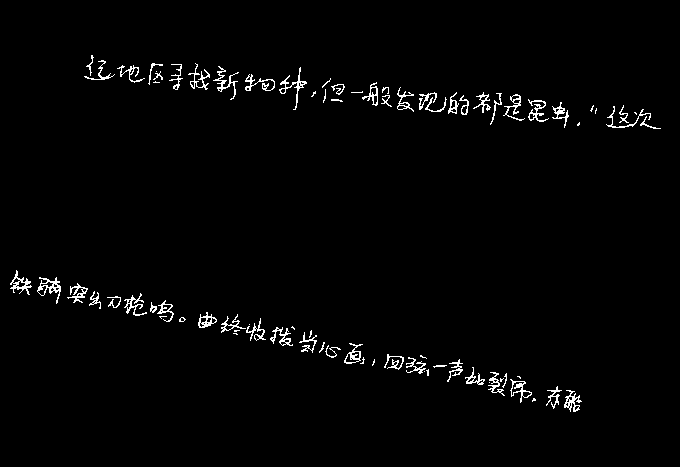 远地区寻找新物种,但一般发现的都是昆虫.“这次
铁骑突出刀枪鸣。曲终收拨当心画,四弦一声如裂帛.东船